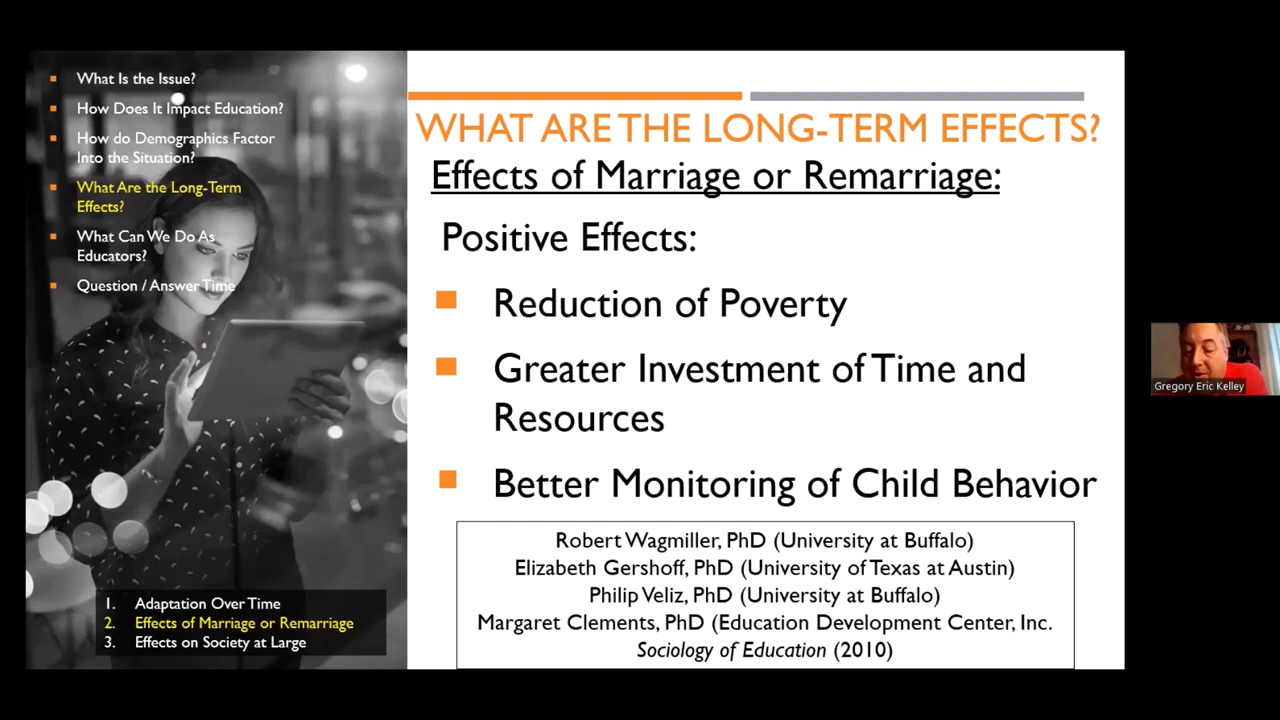 What Is the Issue?
How Does It Impact Education?
How do Demographics Factor
Into the Situation?
What Are the Long-Term
Effects?
What Can We Do As
Educators?
Question / Answer Time
1. Adaptation Over Time
2. Effects of Marriage or Remarriage
3. Effects on Society at Large
WHAT ARE THE LONG-TERM EFFECTS?
Effects of Marriage or Remarriage:
Positive Effects:
Reduction of Poverty
Greater Investment of Time and
Resources
Better Monitoring of Child Behavior
Robert Wagmiller, PhD (University at Buffalo)
Elizabeth Gershoff, PhD (University of Texas at Austin)
Philip Veliz, PhD (University at Buffalo)
Margaret Clements, PhD (Education Development Center, Inc.
Sociology of Education (2010)
Gregory Eric Kelley